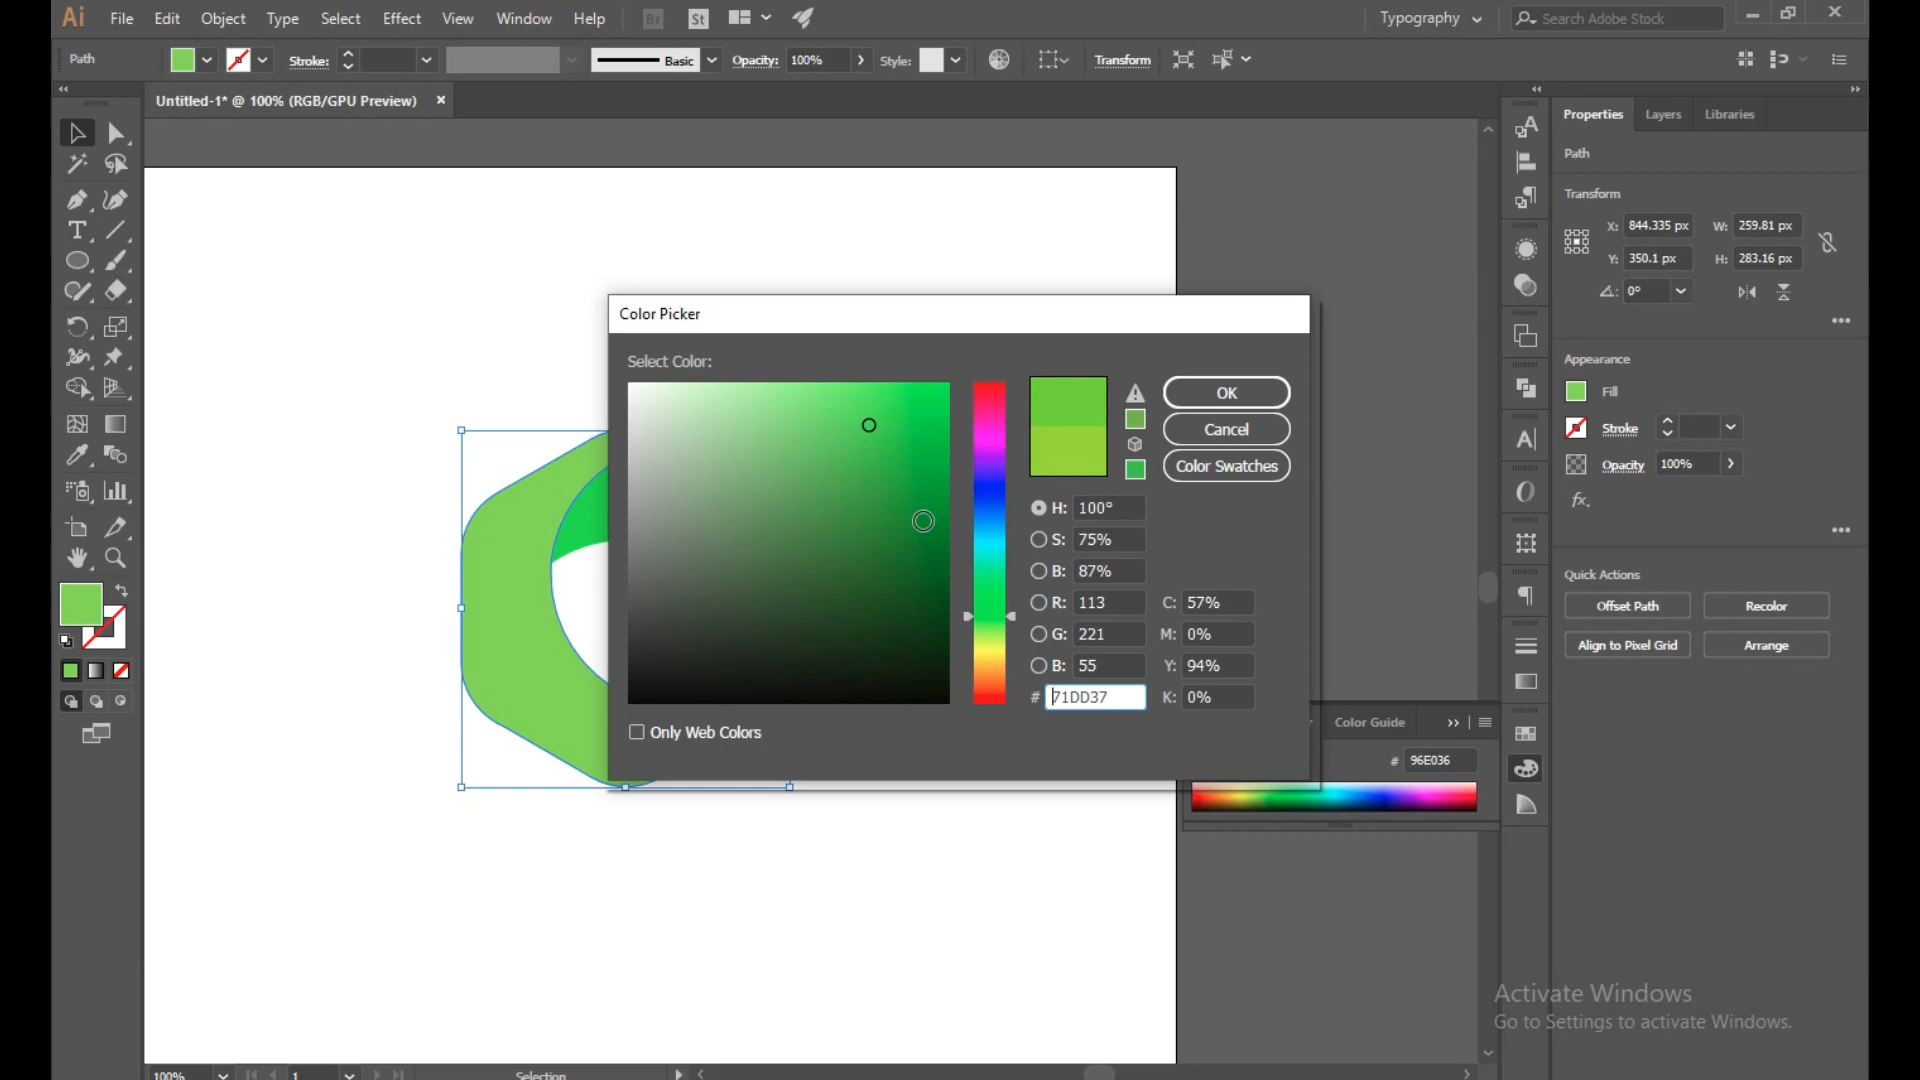 Ai File Edit Object Type Select Effect View Window Help Br St Typography Search Adobe Stock
Path Stroke: Basic Opacity: 100% Style: Transform
Untitled-1* @ 100% (RGB/GPU Preview) ×
Properties Layers Libraries
Path
Transform
X: 844.335 px W: 259.81 px
Y: 350.1 px H: 283.16 px
0°
Appearance
Fill
Stroke
Opacity 100%
fx.
Quick Actions
Offset Path Recolor
Align to Pixel Grid Arrange
Color Picker
Select Color:
OK
Cancel
Color Swatches
H: 100°
S: 75%
B: 87%
R: 113 C: 57%
G: 221 M: 0%
B: 55 Y: 94%
# 71DD37 K: 0%
Only Web Colors
Color Guide
# 96E036
Activate Windows
Go to Settings to activate Windows.
100% 1 Selection